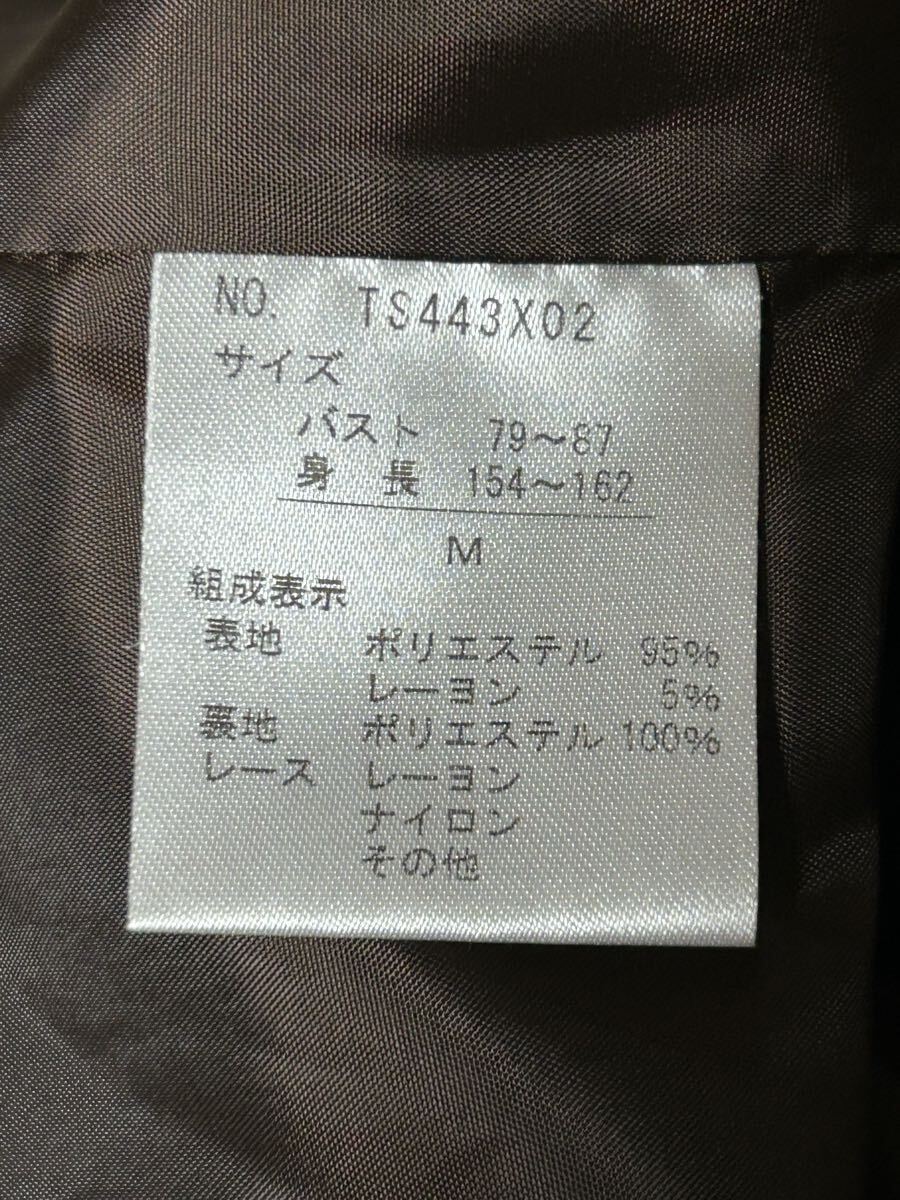 NO. TS443X02
サイズ
バスト 79〜87
身 長 154〜162
M
組成表示
表地 ポリエステル 95%
レーヨン 5%
裏地 ポリエステル 100%
レース レーヨン
ナイロン
その他